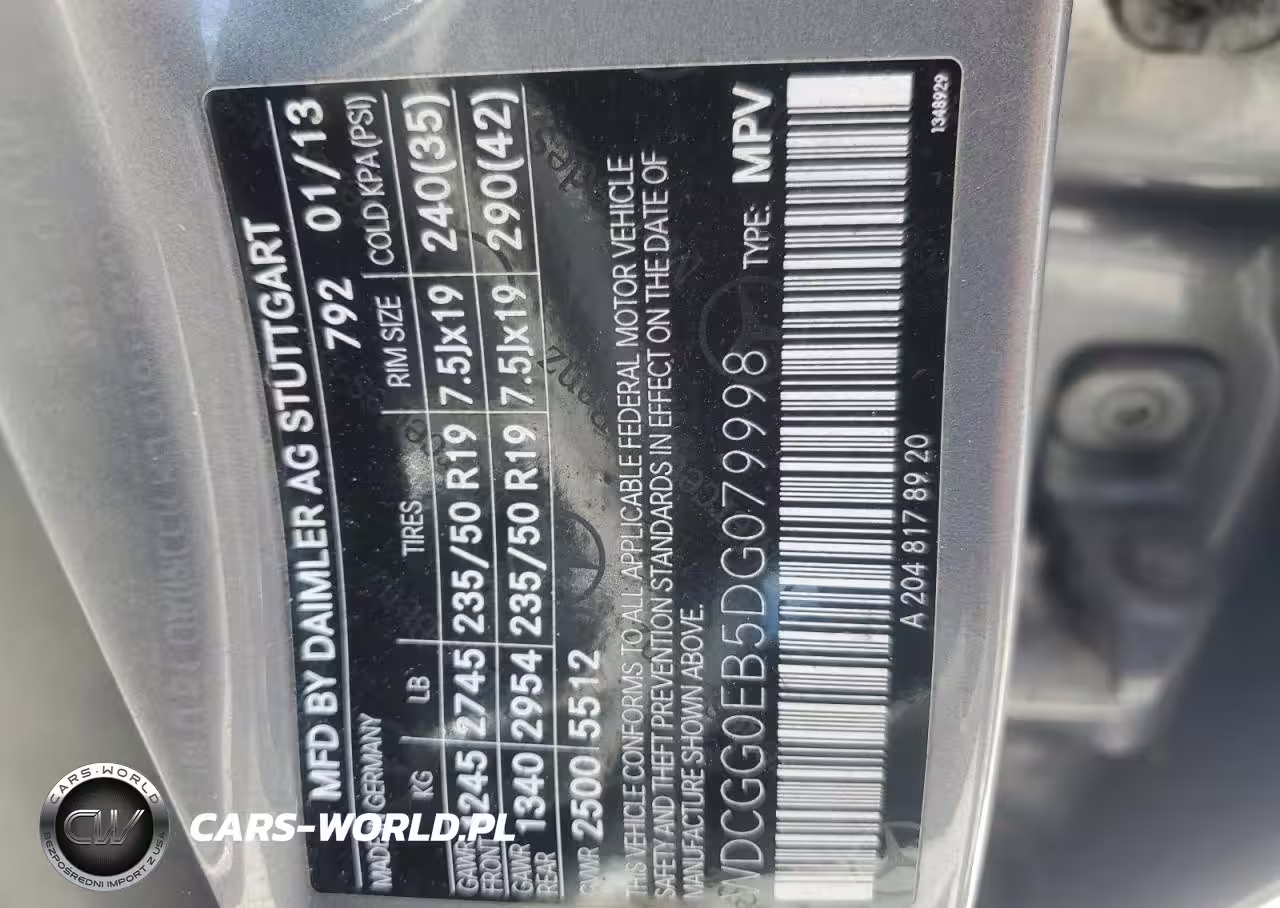 MFD BY DAIMLER AG STUTTGART
MADE GERMANY 792 01/13
KG LB TIRES RIM SIZE COLD KPA(PSI)
GAWR FRONT 1245 2745 235/50 R19 7.5Jx19 240(35)
GAWR REAR 1340 2954 235/50 R19 7.5Jx19 290(42)
GVWR 2500 5512
THIS VEHICLE CONFORMS TO ALL APPLICABLE FEDERAL MOTOR VEHICLE
SAFETY AND THEFT PREVENTION STANDARDS IN EFFECT ON THE DATE OF
MANUFACTURE SHOWN ABOVE.
WDCGG0EB5DG079998 TYPE: MPV
A 204 817 89 20
1348929
CARS-WORLD
CW
BEZPOŚREDNI IMPORT Z USA
CARS-WORLD.PL